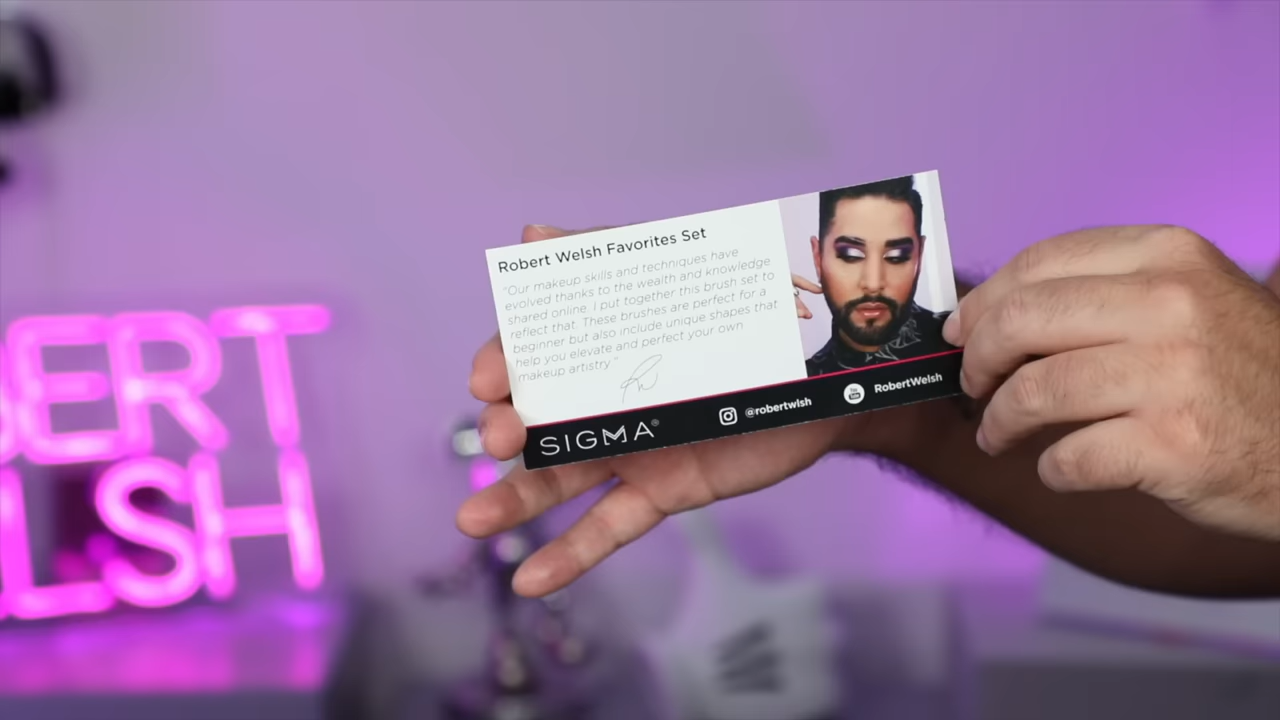 BERT
LSH
Robert Welsh Favorites Set
"Our makeup skills and techniques have
evolved thanks to the wealth and knowledge
shared online. I put together this brush set to
reflect that. These brushes are perfect for a
beginner but also include unique shapes that
help you elevate and perfect your own
makeup artistry"
SIGMA®
@robertwlsh
You Tube
RobertWelsh